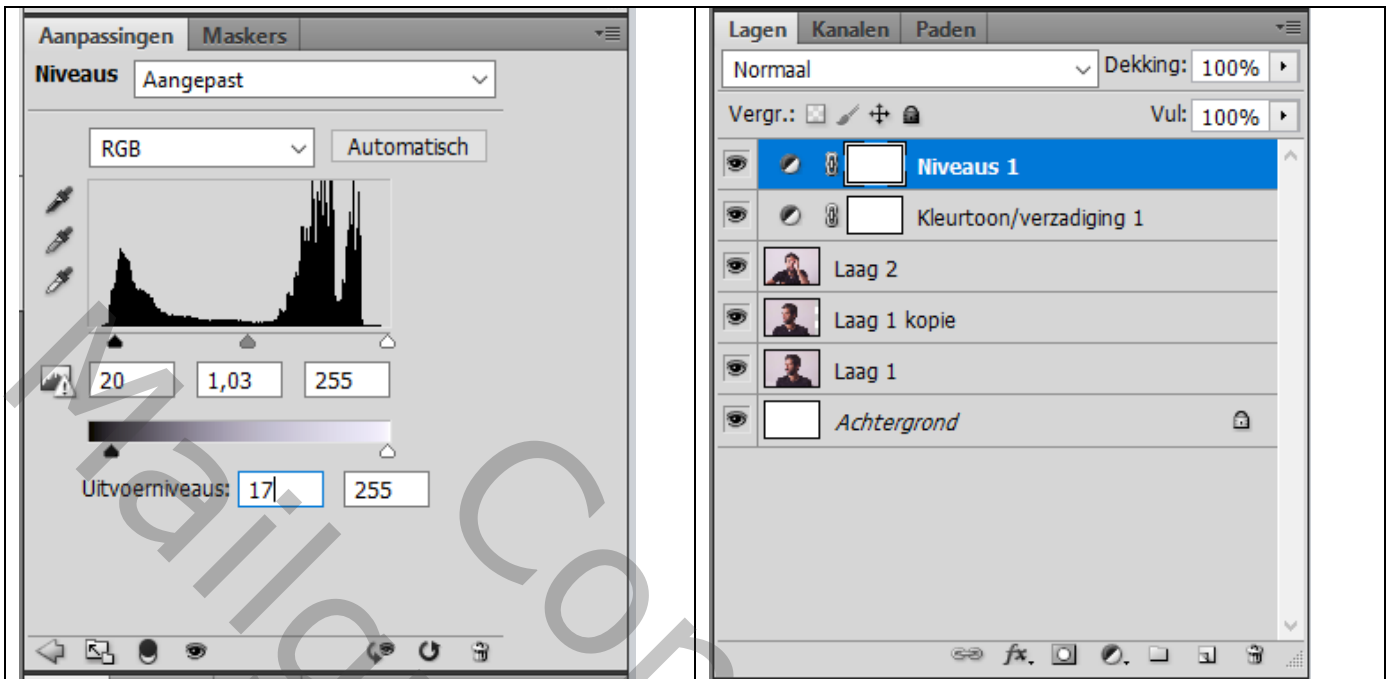 Aanpassingen Maskers
Niveaus Aangepast
RGB Automatisch
20 1,03 255
Uitvoerniveaus: 17 255
Lagen Kanalen Paden
Normaal Dekking: 100%
Vergr.: Vul: 100%
Niveaus 1
Kleurtoon/verzadiging 1
Laag 2
Laag 1 kopie
Laag 1
Achtergrond
fx.